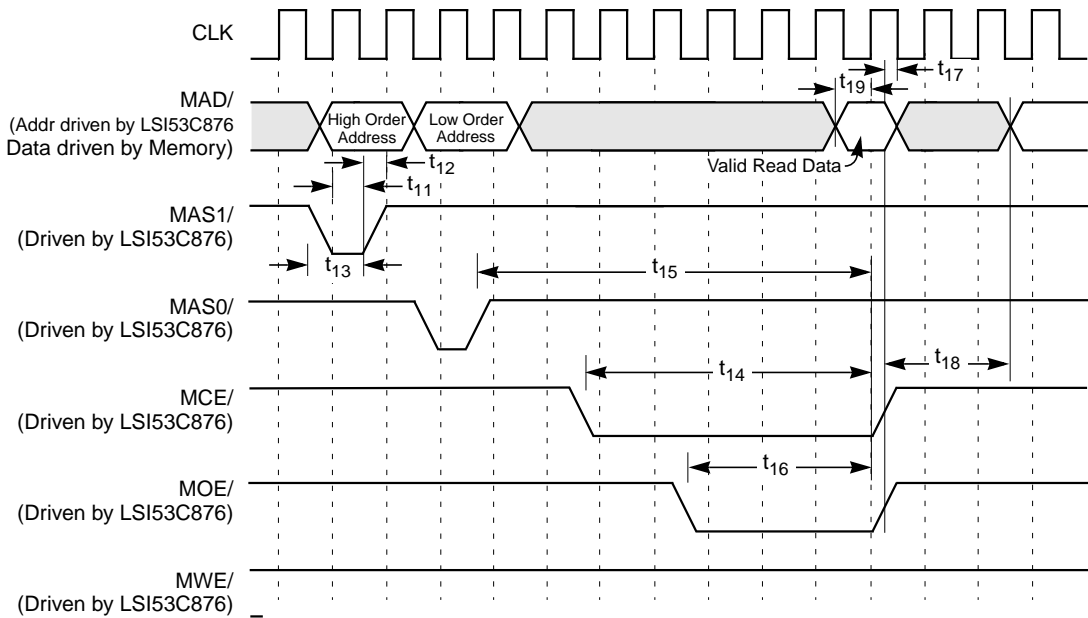 CLK
MAD/
(Addr driven by LSI53C876
Data driven by Memory)
High Order
Address
Low Order
Address
t19
t17
Valid Read Data
t12
t11
MAS1/
(Driven by LSI53C876)
t13
t15
MAS0/
(Driven by LSI53C876)
t14
t18
MCE/
(Driven by LSI53C876)
t16
MOE/
(Driven by LSI53C876)
MWE/
(Driven by LSI53C876)